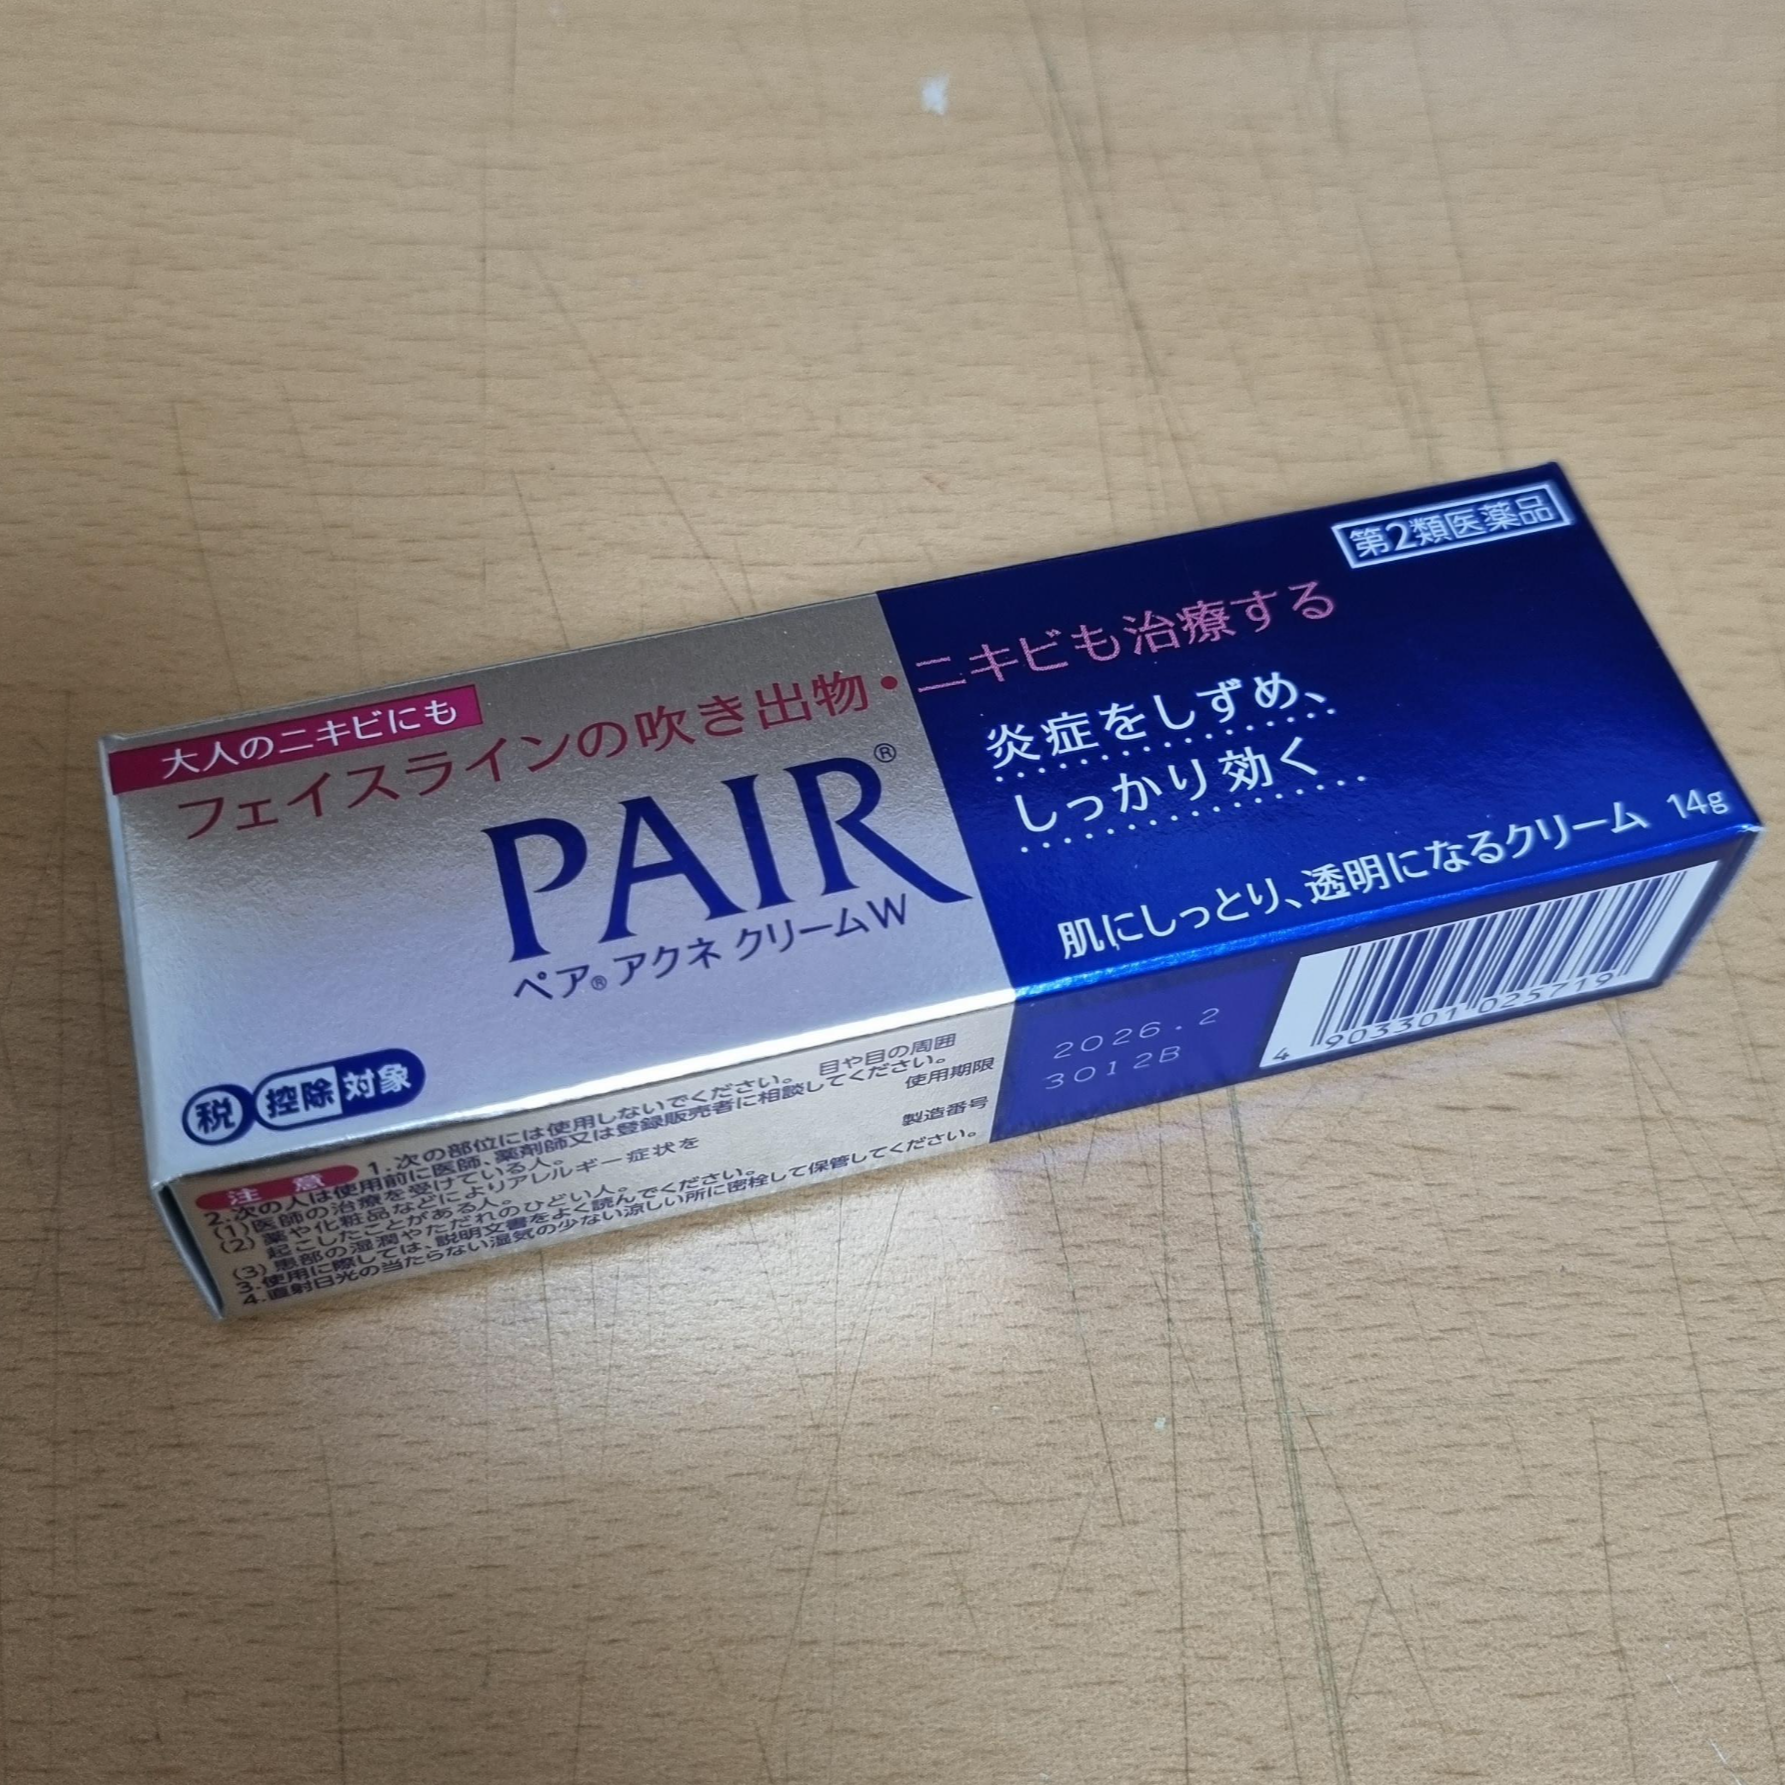 第2類医薬品
大人のニキビにも
フェイスラインの吹き出物・ニキビも治療する
PAIR®
ペア®アクネ クリームW
炎症をしずめ、
しっかり効く
肌にしっとり、透明になるクリーム 14g
税 控除対象
注意 1.次の部位には使用しないでください。 目や目の周囲
2.次の人は使用前に医師、薬剤師又は登録販売者に相談してください。
(1)医師の治療を受けている人。
(2)薬や化粧品などによりアレルギー症状を
起こしたことがある人。
(3)患部の湿潤やただれのひどい人。
3.使用に際しては、説明文書をよく読んでください。
4.直射日光の当たらない湿気の少ない涼しい所に密栓して保管してください。
使用期限 2026.2
製造番号 3012B
4 903301 025719